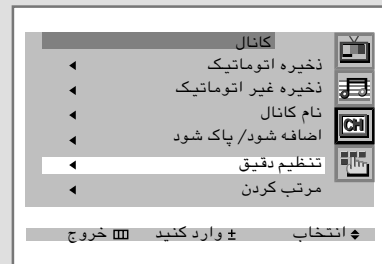 کانال
ذخیره اتوماتیک
ذخیره غیر اتوماتیک
نام کانال
CH
اضافه شود/ پاک شود
تنظیم دقیق
مرتب کردن
انتخاب ± وارد کنید خروج